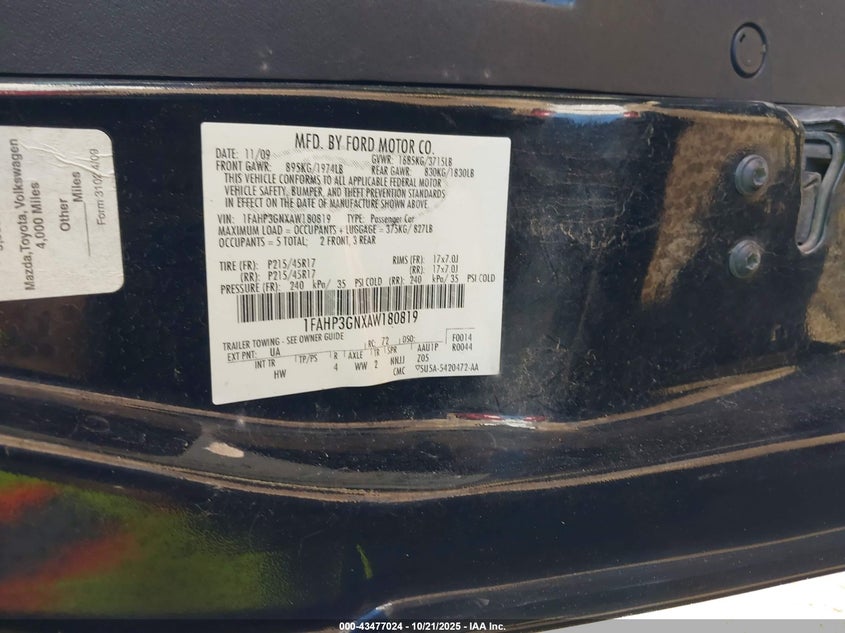 Mazda, Toyota, Volkswagen
4,000 Miles
Other
Miles
MFD. BY FORD MOTOR CO.
DATE: 11/09 GVWR: 1685KG/3715LB
FRONT GAWR: 895KG/1974LB REAR GAWR: 830KG/1830LB
THIS VEHICLE CONFORMS TO ALL APPLICABLE FEDERAL MOTOR
VEHICLE SAFETY, BUMPER, AND THEFT PREVENTION STANDARDS
IN EFFECT ON THE DATE OF MANUFACTURE SHOWN ABOVE.
VIN: 1FAHP3GNXAW180819 TYPE: Passenger Car
MAXIMUM LOAD = OCCUPANTS + LUGGAGE = 375KG/827LB
OCCUPANTS = 5 TOTAL; 2 FRONT, 3 REAR
TIRE (FR): P215/45R17 RIMS (FR): 17x7.0J
(RR): P215/45R17 (RR): 17x7.0J
PRESSURE (FR): 240 kPa/ 35 PSI COLD (RR): 240 kPa/ 35 PSI COLD
1FAHP3GNXAW180819
TRAILER TOWING - SEE OWNER GUIDE
EXT PNT: UA RC: 72 DSO: F0014
INT TR TP/PS R AXLE TR SPR AAU1P R0044
HW 4 WW 2 NNJJ Z05
CMC 5U5A-5420472-AA
000-43477024 - 10/21/2025 - IAA Inc.